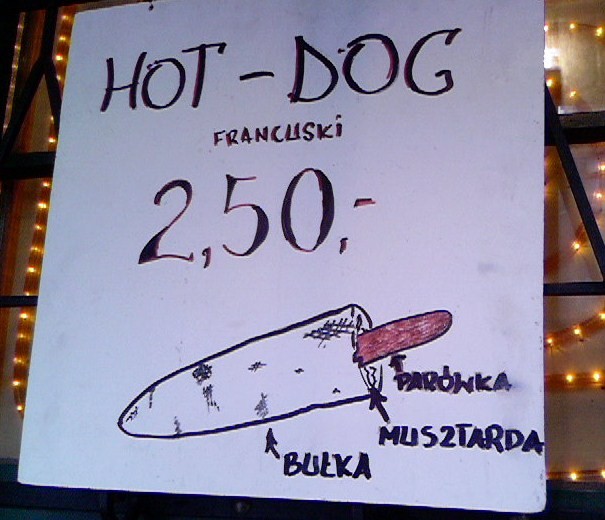 HOT - DOG
FRANCUSKI
2,50,-
PARÓWKA
MUSZTARDA
BUŁKA